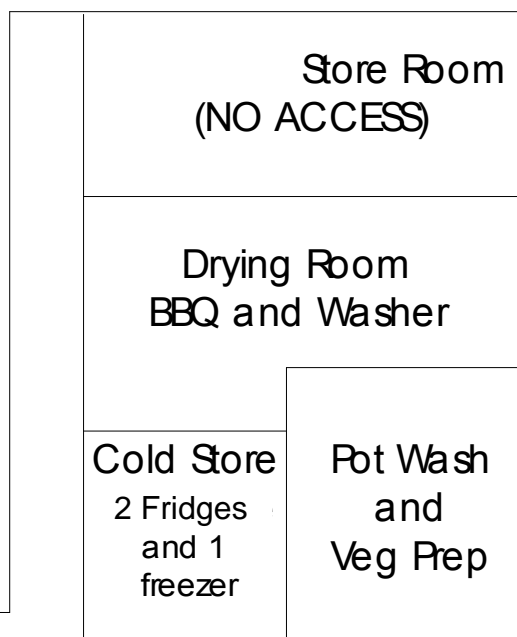 Store Room
(NO ACCESS)
Drying Room
BBQ and Washer
Cold Store
2 Fridges
and 1
freezer
Pot Wash
and
Veg Prep